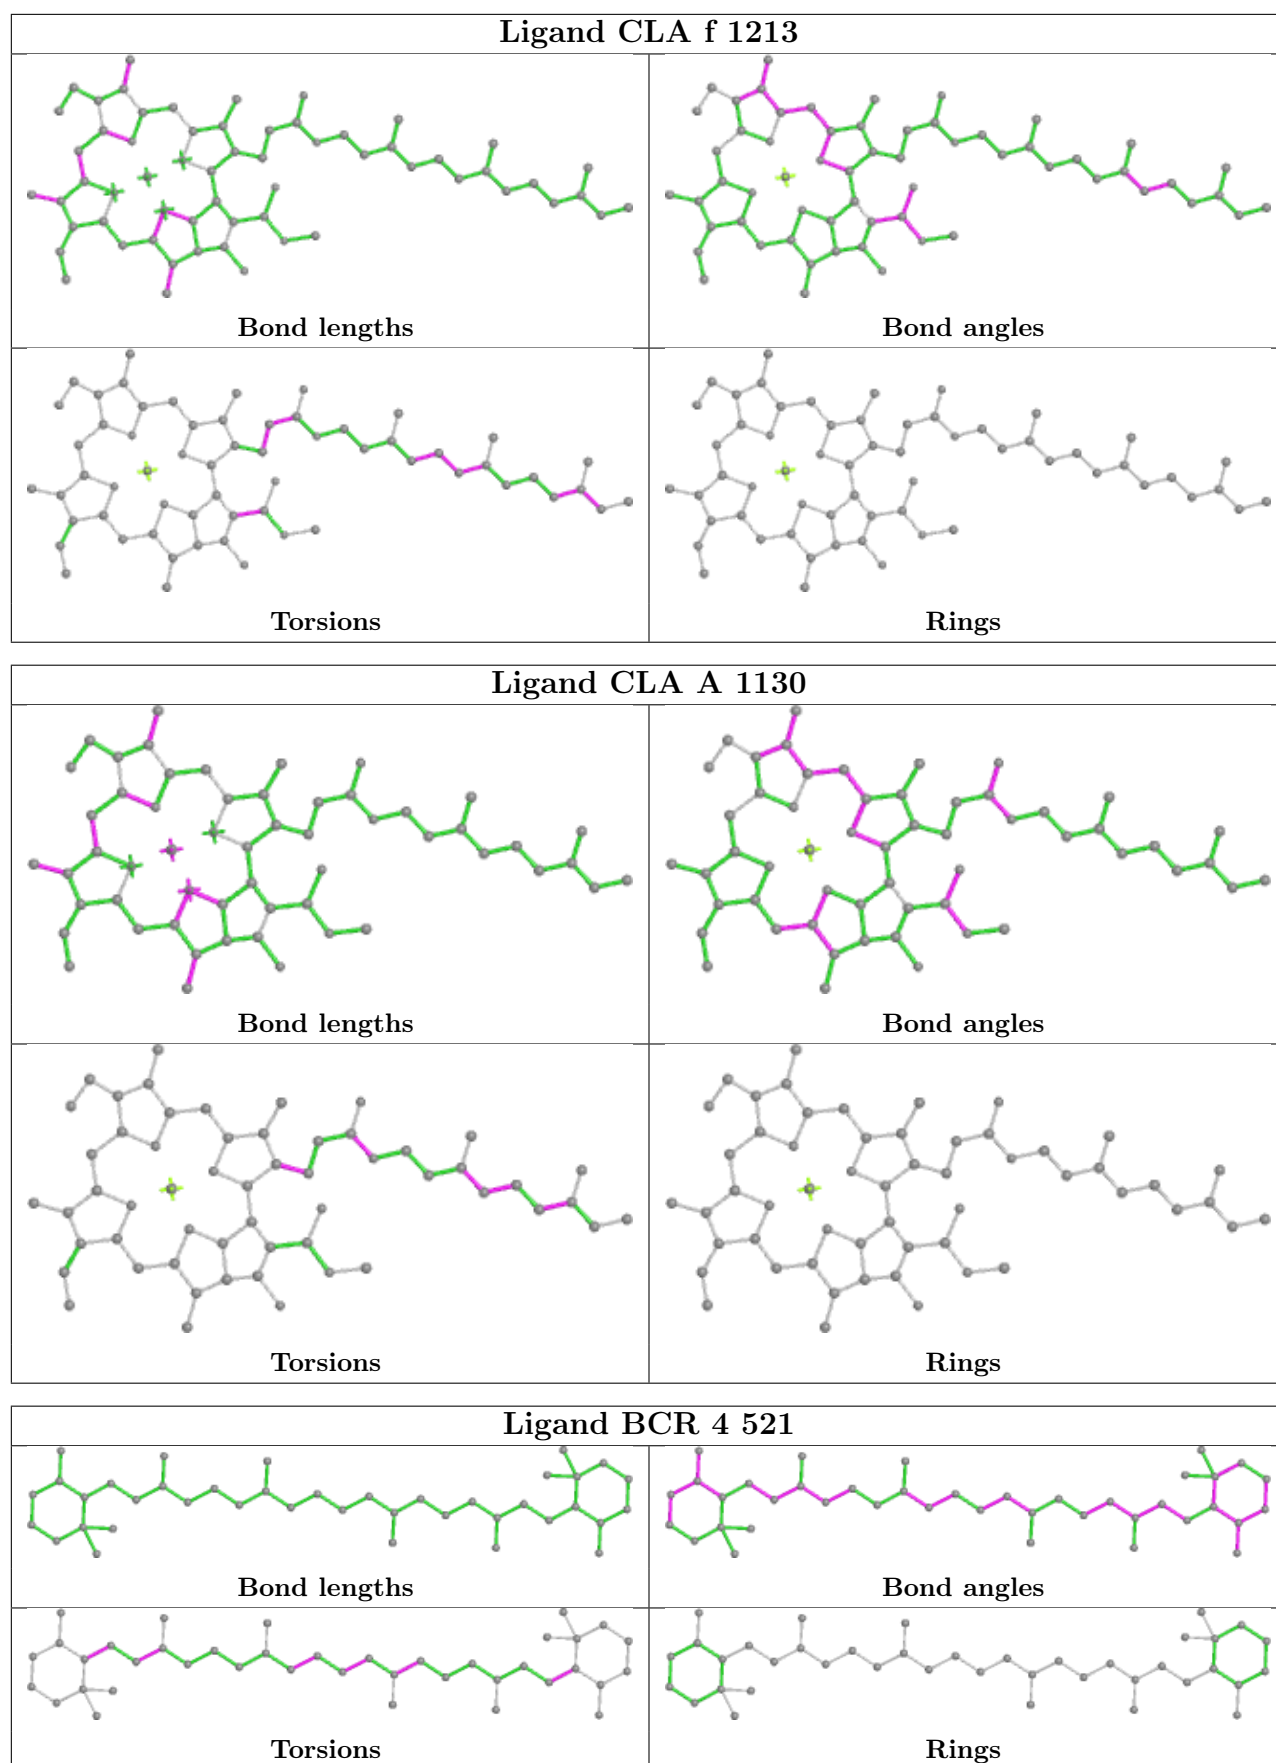 Ligand CLA f 1213
Bond lengths
Bond angles
Torsions
Rings
Ligand CLA A 1130
Bond lengths
Bond angles
Torsions
Rings
Ligand BCR 4 521
Bond lengths
Bond angles
Torsions
Rings